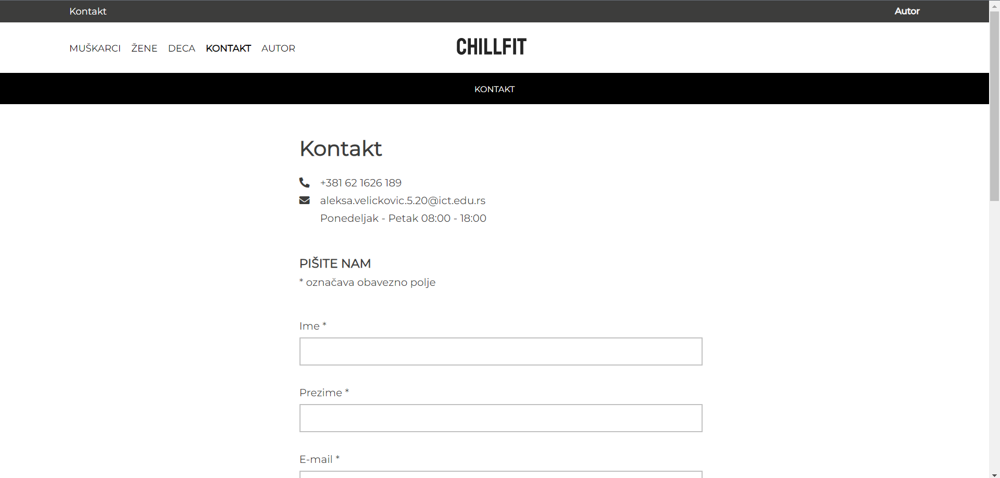 Kontakt Autor
MUŠKARCI ŽENE DECA KONTAKT AUTOR CHILLFIT
KONTAKT
Kontakt
+381 62 1626 189
aleksa.velickovic.5.20@ict.edu.rs
Ponedeljak - Petak 08:00 - 18:00
PIŠITE NAM
* označava obavezno polje
Ime *
Prezime *
E-mail *